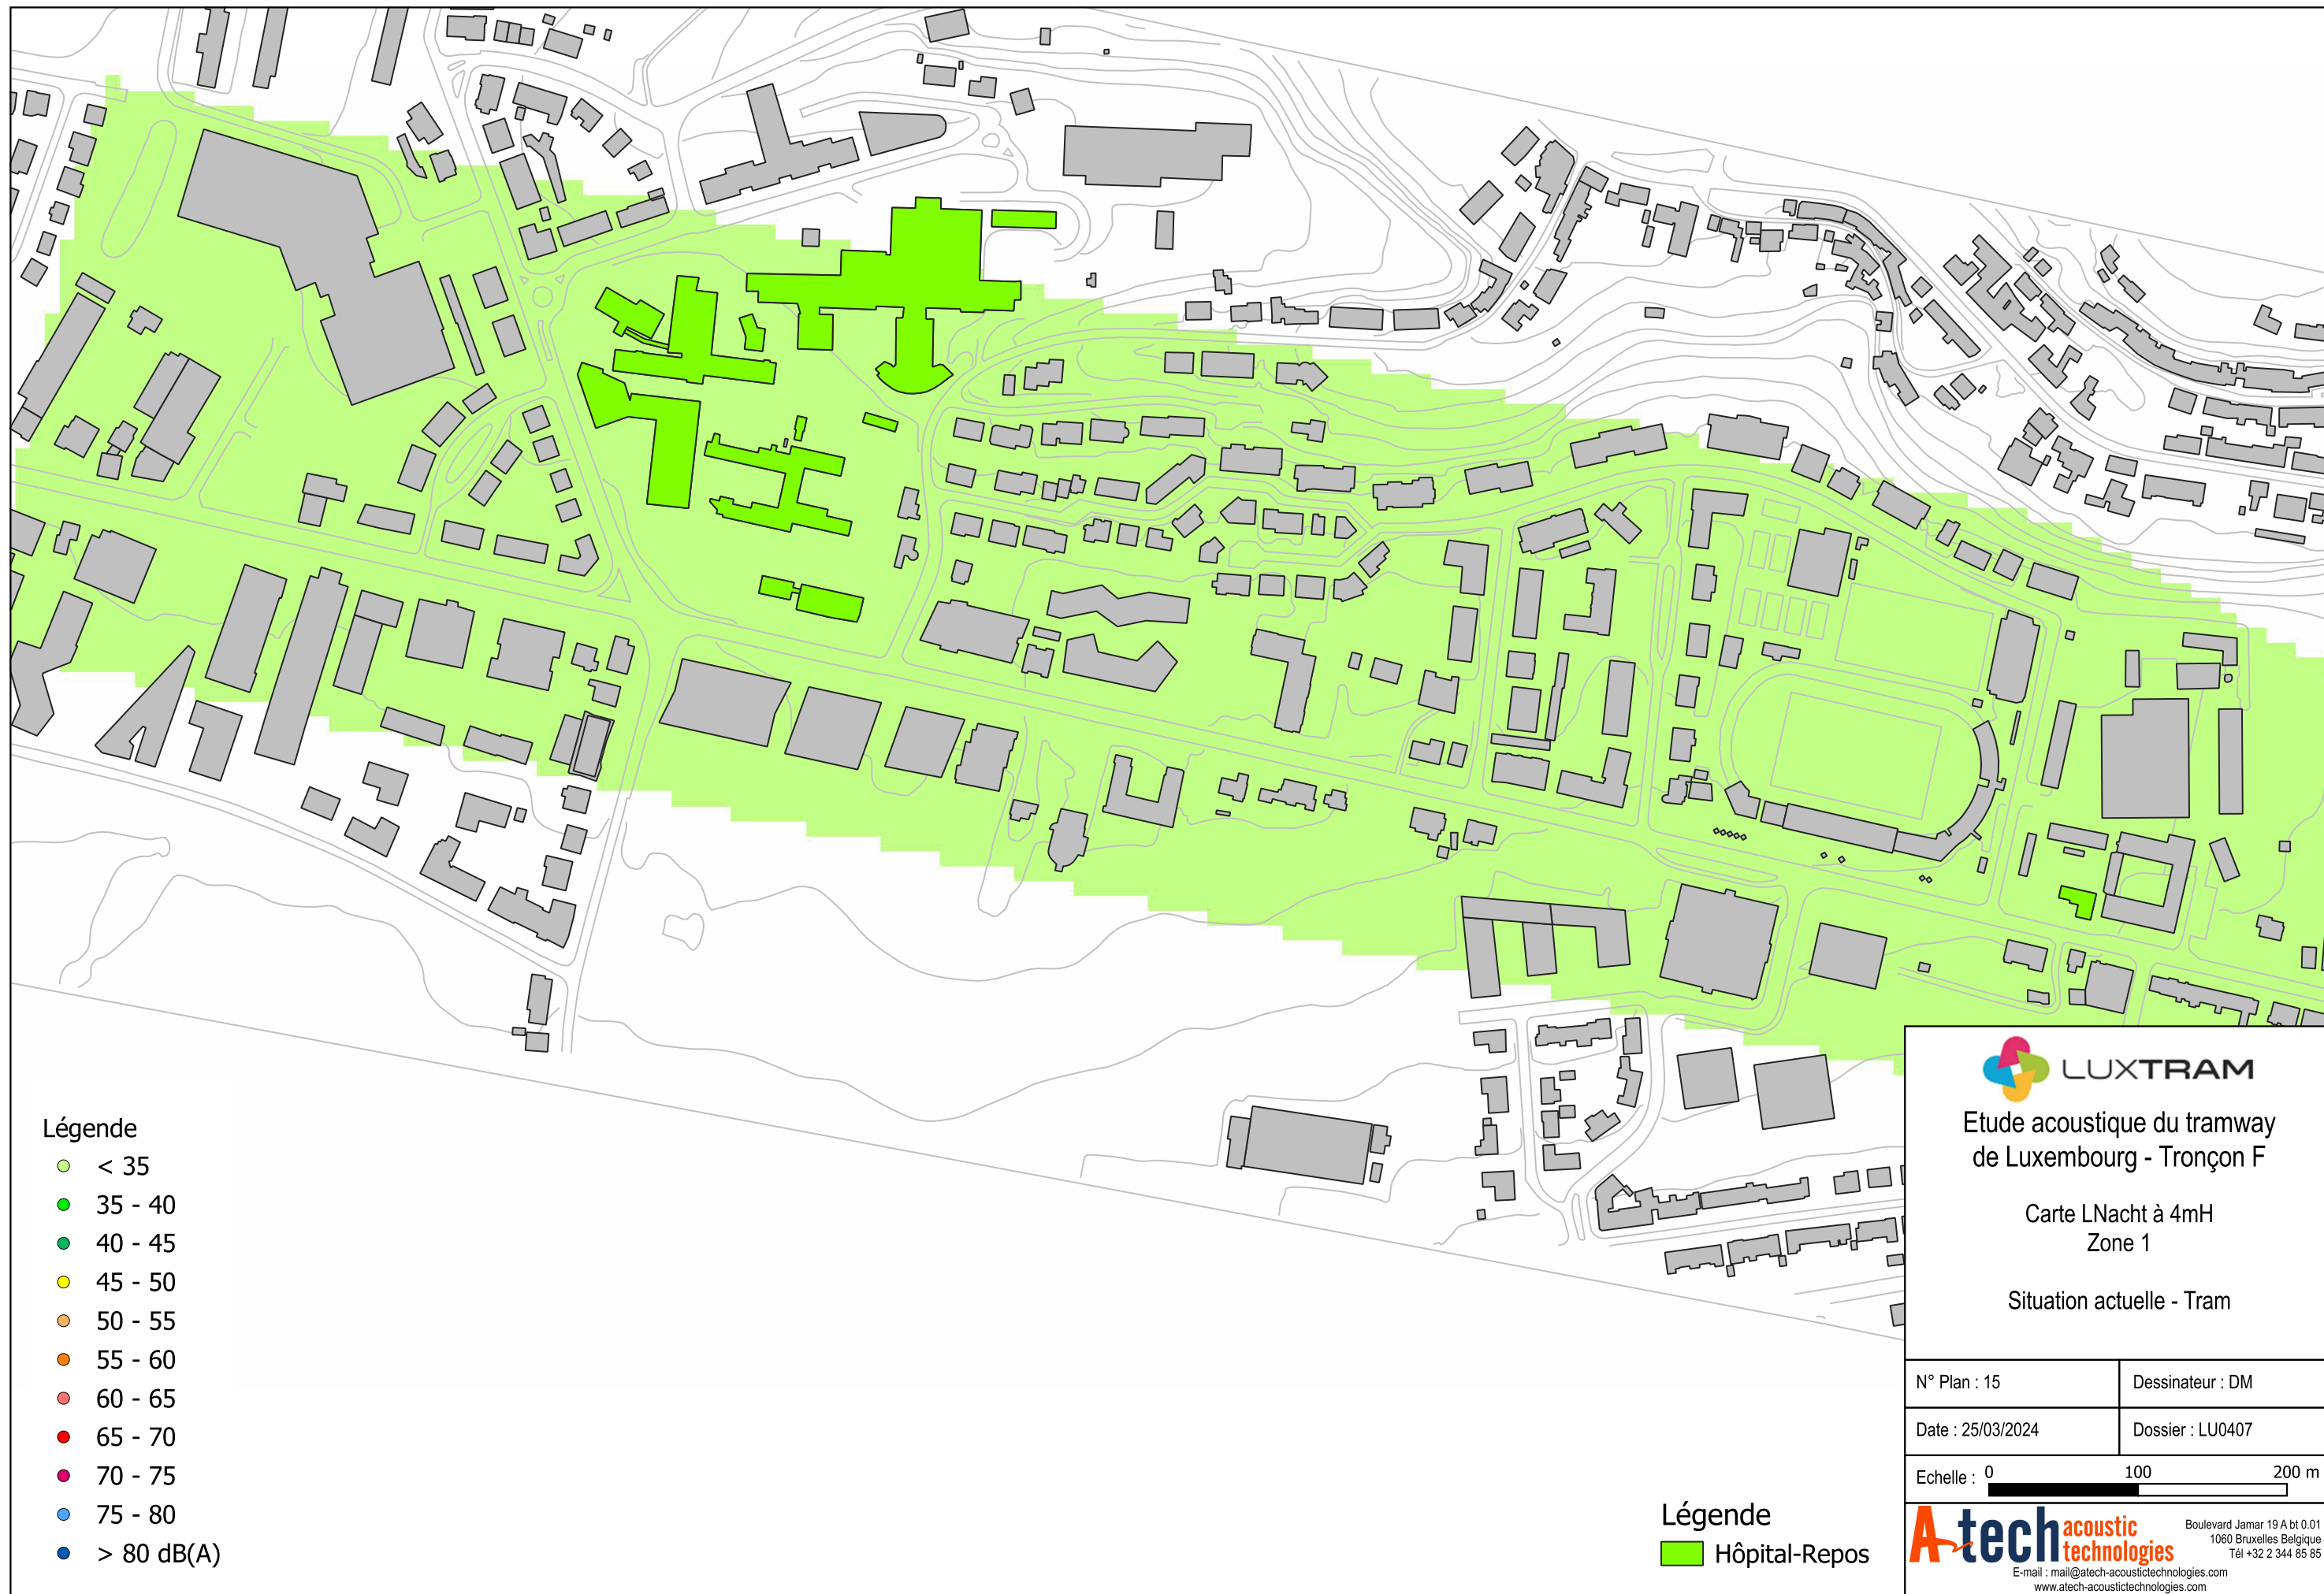 Légende
< 35
35 - 40
40 - 45
45 - 50
50 - 55
55 - 60
60 - 65
65 - 70
70 - 75
75 - 80
> 80 dB(A)
Légende
Hôpital-Repos
LUXTRAM
Etude acoustique du tramway
de Luxembourg - Tronçon F
Carte LNacht à 4mH
Zone 1
Situation actuelle - Tram
N° Plan : 15
Dessinateur : DM
Date : 25/03/2024
Dossier : LU0407
Echelle : 0 100 200 m
A-tech acoustic technologies
Boulevard Jamar 19 A bt 0.01
1060 Bruxelles Belgique
Tél +32 2 344 85 85
E-mail : mail@atech-acoustictechnologies.com
www.atech-acoustictechnologies.com